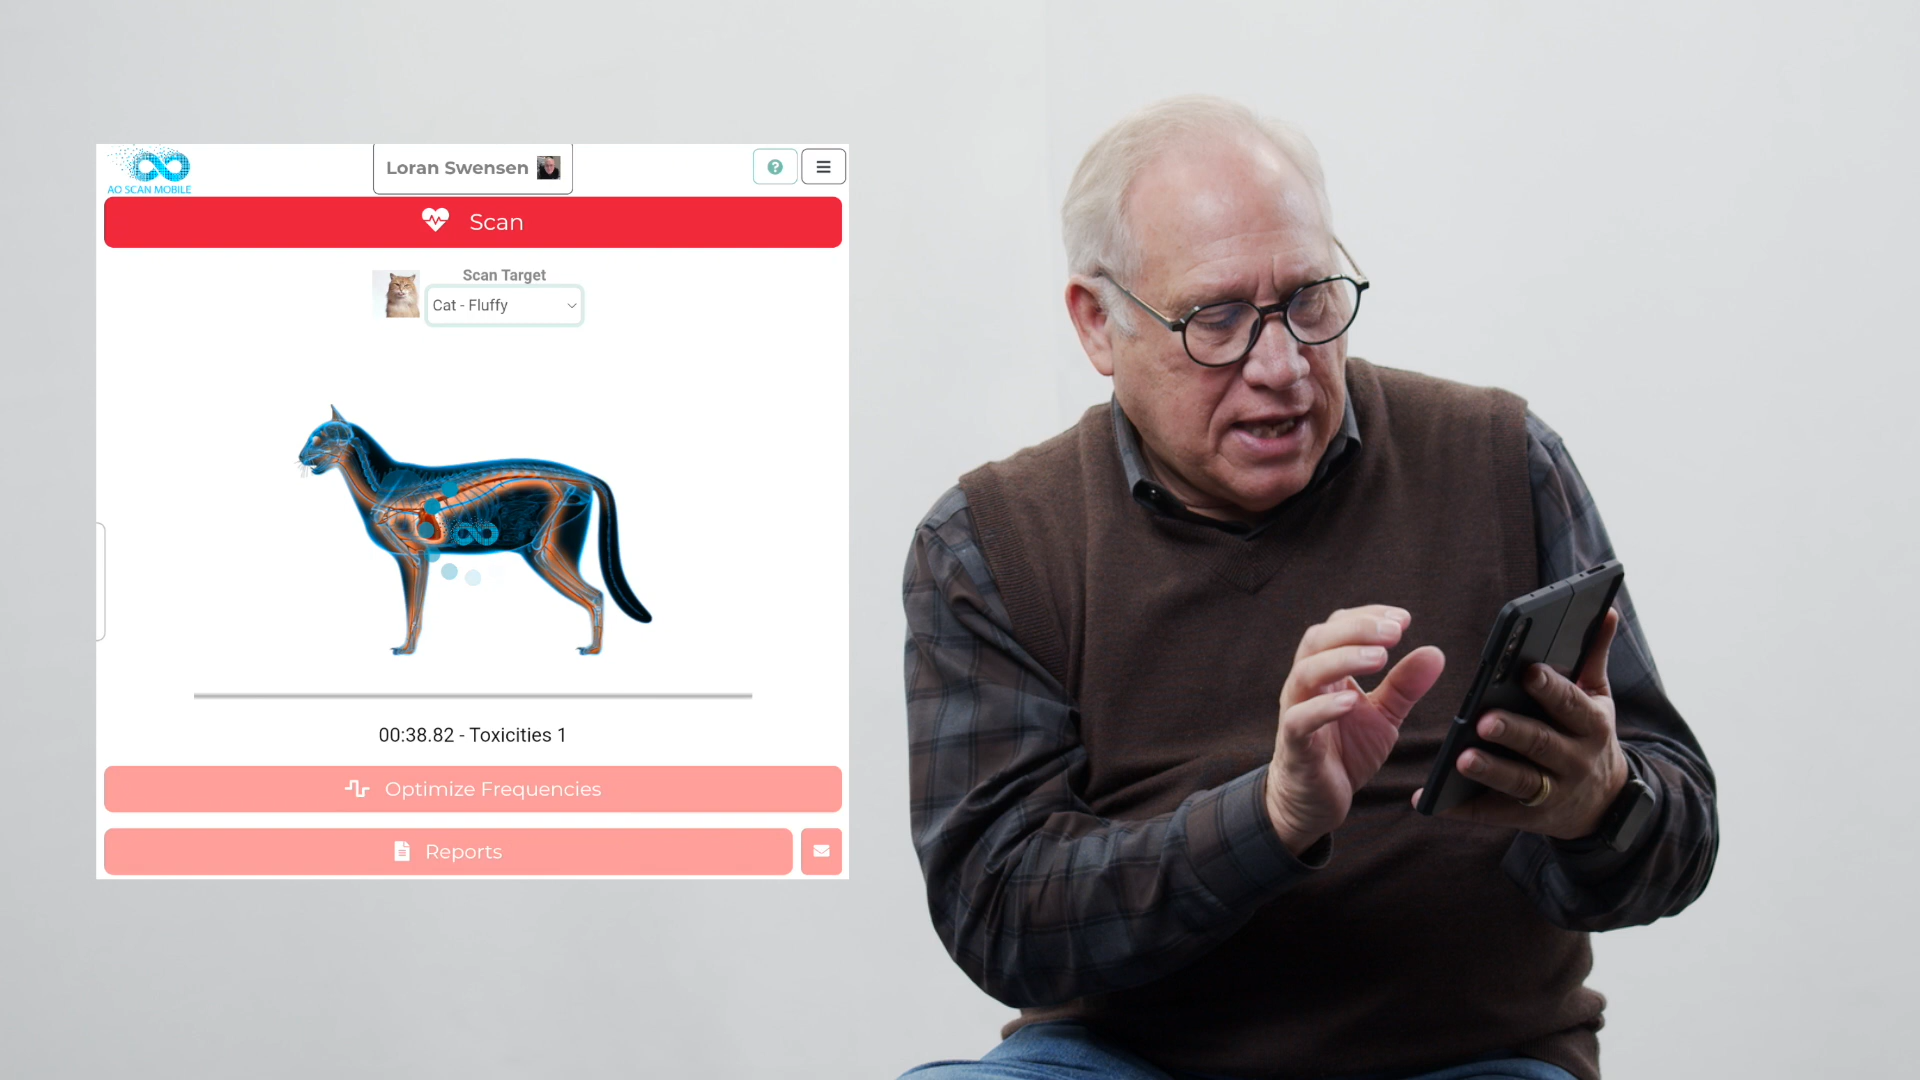 AO SCAN MOBILE
Loran Swensen
Scan
Scan Target
Cat - Fluffy
00:38.82 - Toxicities 1
Optimize Frequencies
Reports